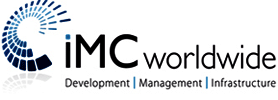 iMC worldwide
Development | Management | Infrastructure